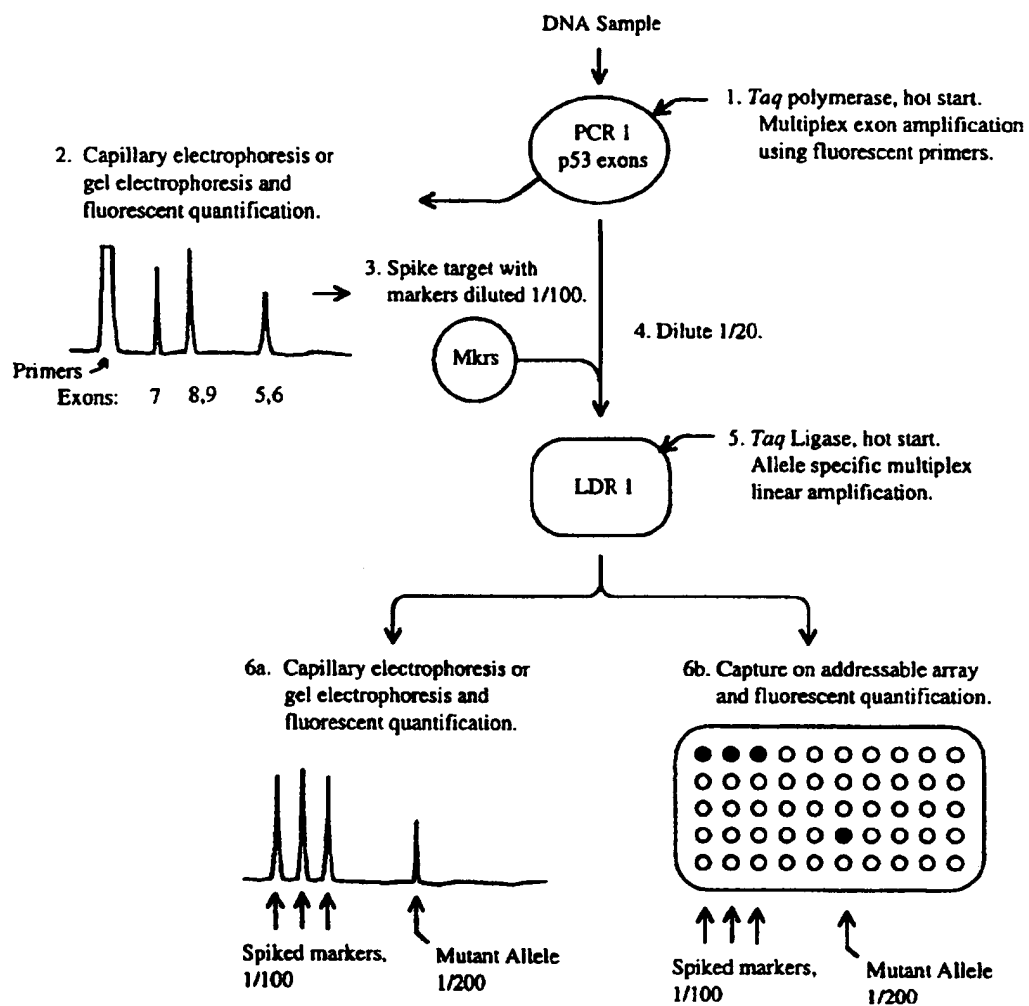 DNA Sample
PCR 1
p53 exons
1. Taq polymerase, hot start.
Multiplex exon amplification
using fluorescent primers.
2. Capillary electrophoresis or
gel electrophoresis and
fluorescent quantification.
Primers
Exons: 7 8,9 5,6
3. Spike target with
markers diluted 1/100.
Mkrs
4. Dilute 1/20.
5. Taq Ligase, hot start.
Allele specific multiplex
linear amplification.
LDR 1
6a. Capillary electrophoresis or
gel electrophoresis and
fluorescent quantification.
Spiked markers,
1/100
Mutant Allele
1/200
6b. Capture on addressable array
and fluorescent quantification.
Spiked markers,
1/100
Mutant Allele
1/200